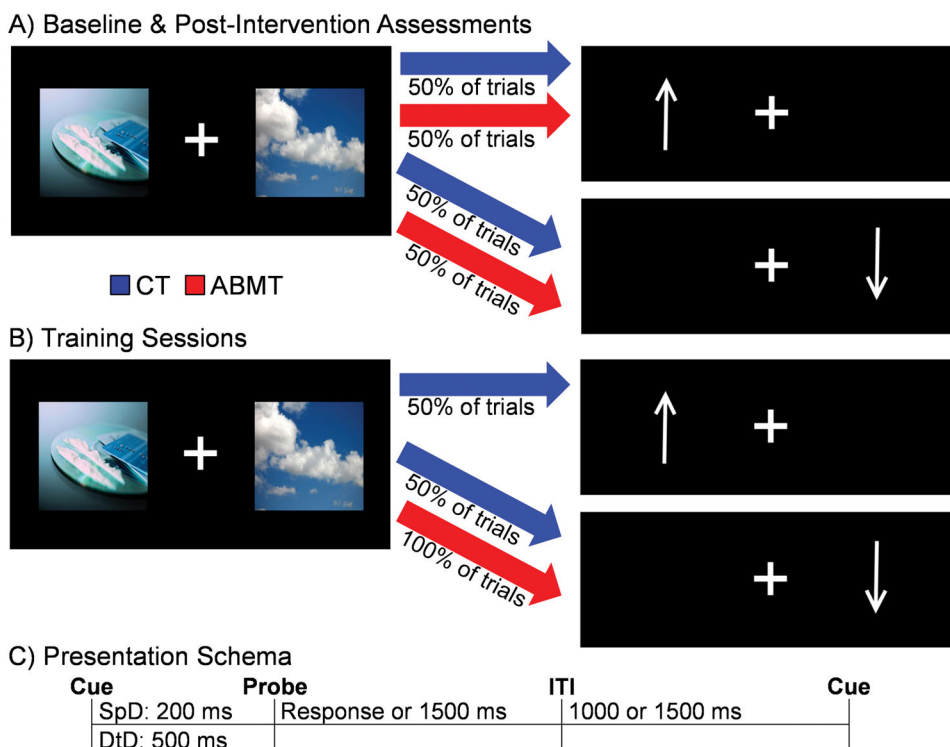 A) Baseline & Post-Intervention Assessments
50% of trials
50% of trials
50% of trials
50% of trials
CT ABMT
B) Training Sessions
50% of trials
50% of trials
100% of trials
C) Presentation Schema
Cue Probe ITI Cue
SpD: 200 ms Response or 1500 ms 1000 or 1500 ms
DtD: 500 ms